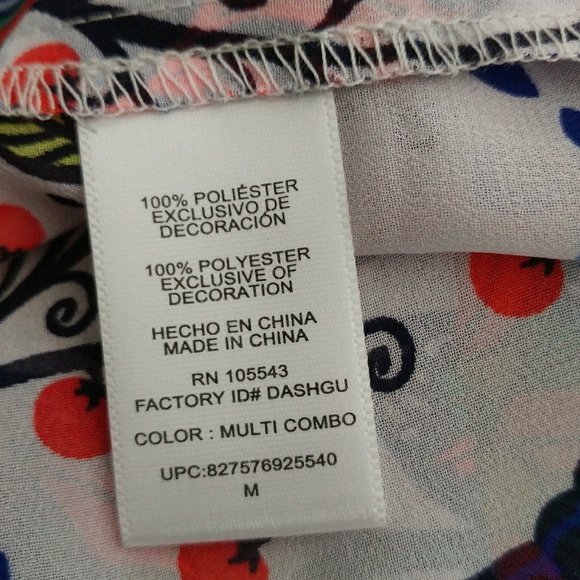 100% POLIÉSTER
EXCLUSIVO DE
DECORACIÓN
100% POLYESTER
EXCLUSIVE OF
DECORATION
HECHO EN CHINA
MADE IN CHINA
RN 105543
FACTORY ID# DASHGU
COLOR : MULTI COMBO
UPC:827576925540
M